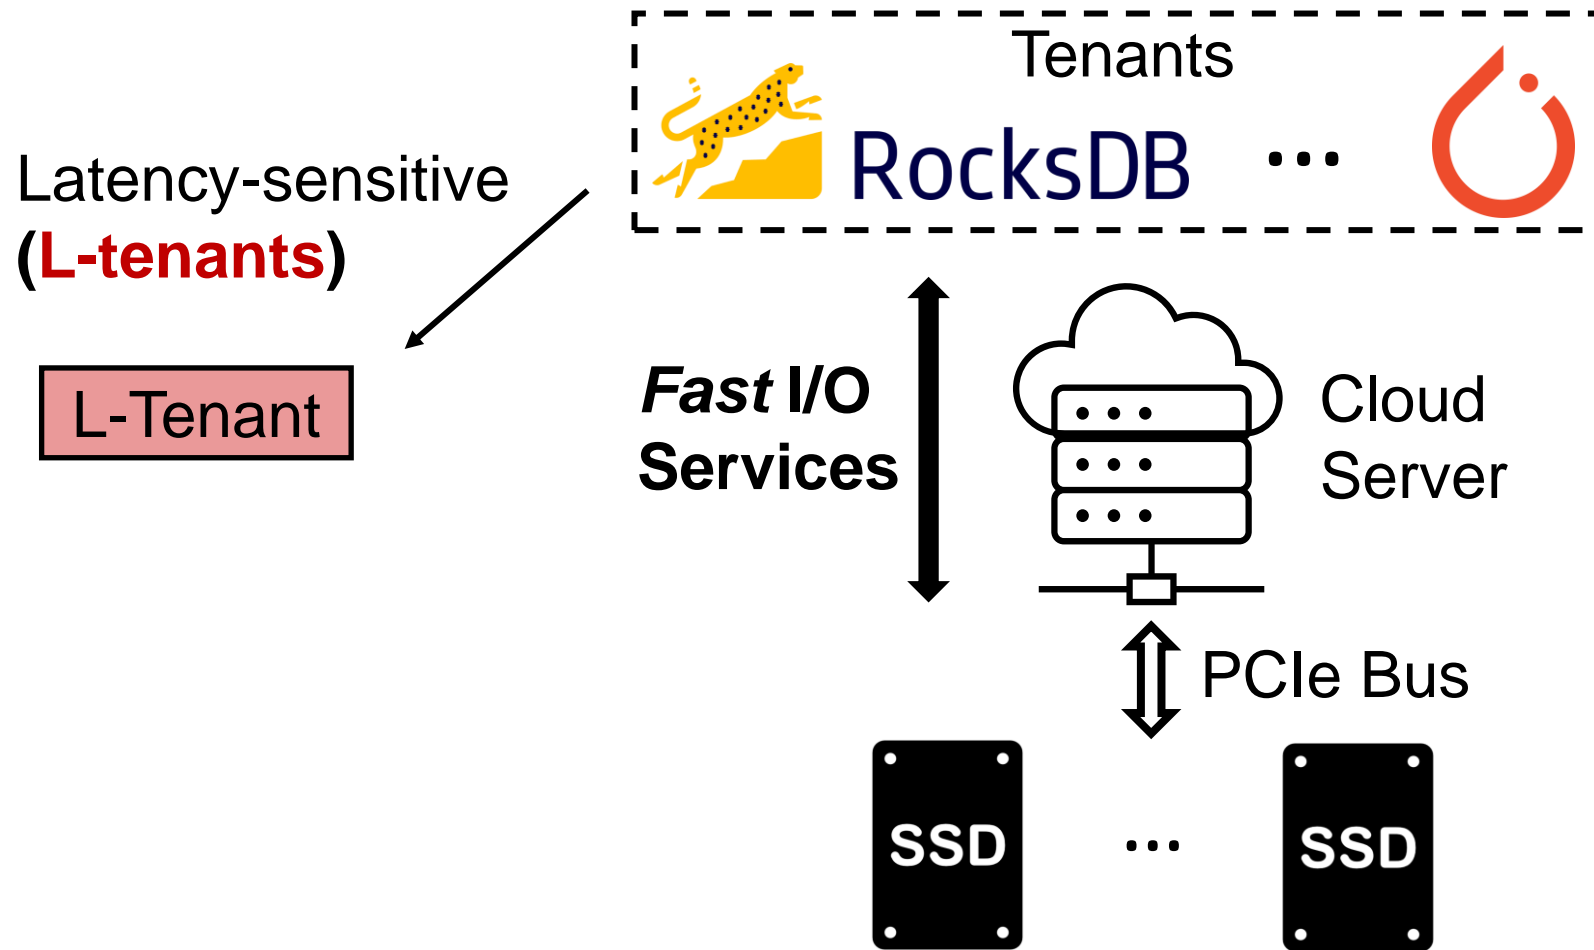 Tenants
RocksDB ...
Latency-sensitive
(L-tenants)
L-Tenant
Fast I/O
Services
Cloud
Server
PCIe Bus
SSD ... SSD